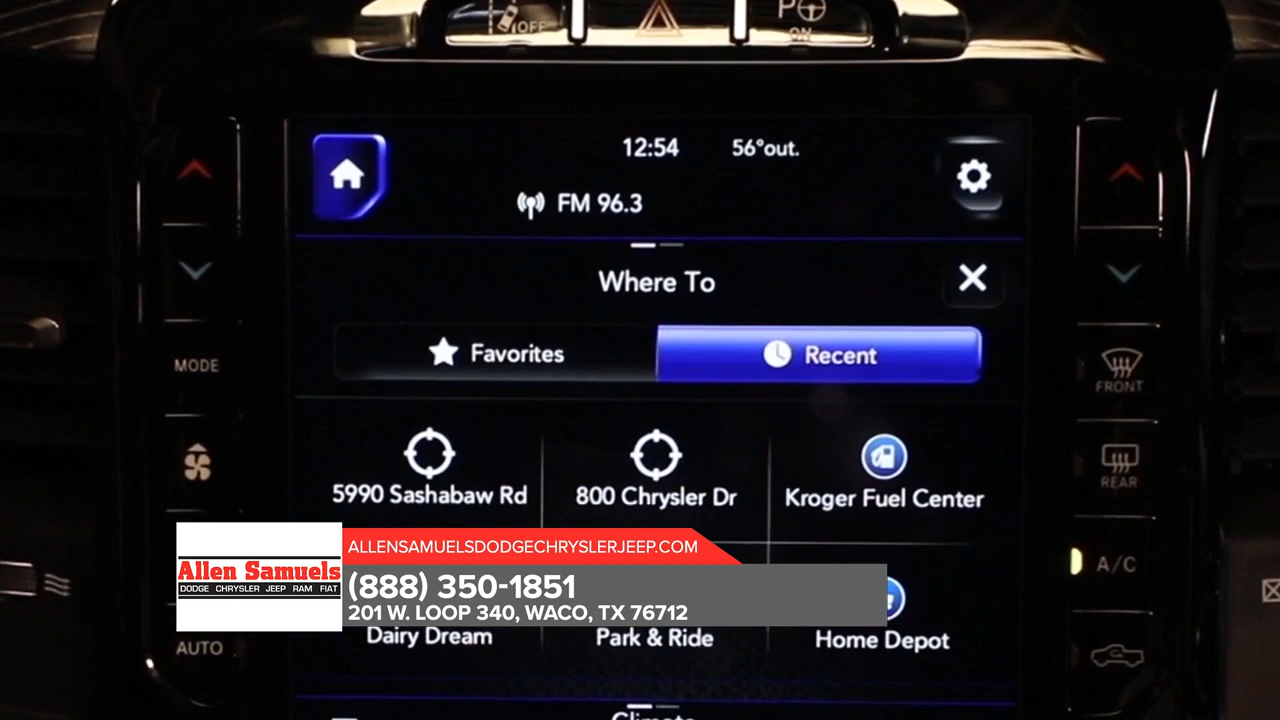 OFF
P
ON
12:54 56°out.
FM 96.3
Where To
Favorites Recent
MODE
FRONT
REAR
A/C
AUTO
5990 Sashabaw Rd 800 Chrysler Dr Kroger Fuel Center
Dairy Dream Park & Ride Home Depot
Climate
Allen Samuels
DODGE CHRYSLER JEEP RAM FIAT
ALLENSAMUELSDODGECHRYSLERJEEP.COM
(888) 350-1851
201 W. LOOP 340, WACO, TX 76712